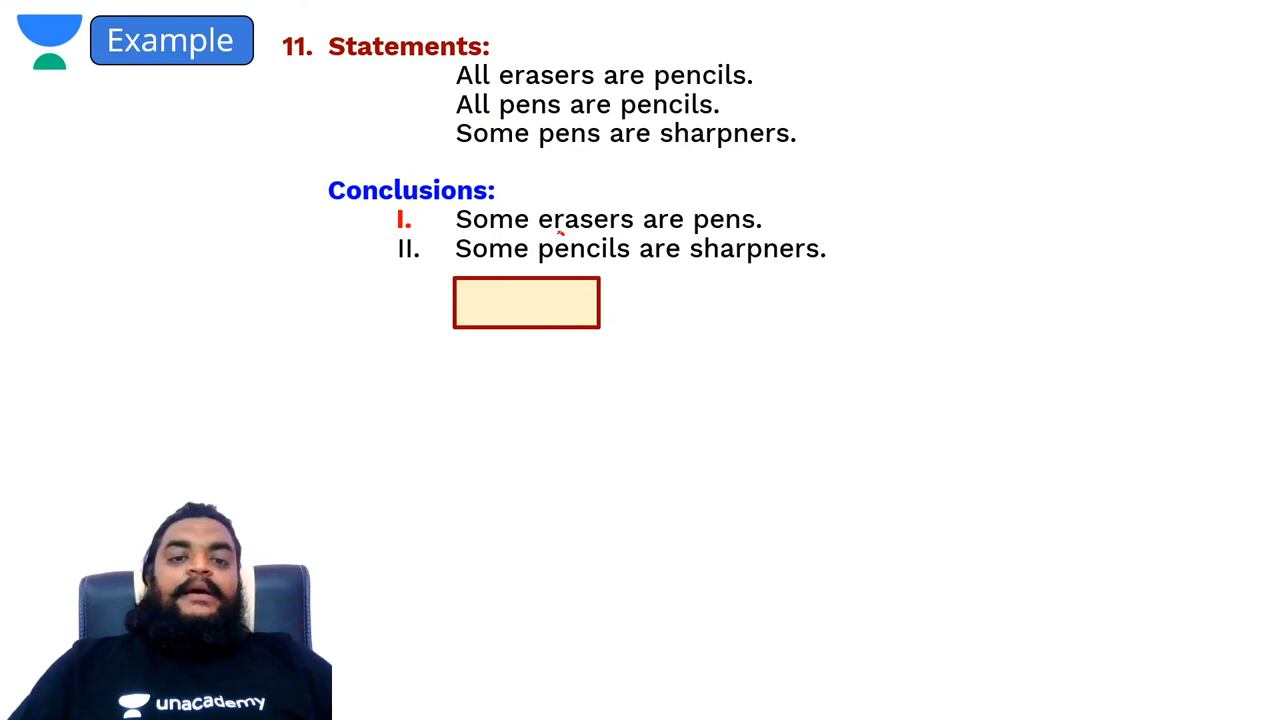 Example
11. Statements:
All erasers are pencils.
All pens are pencils.
Some pens are sharpners.
Conclusions:
I. Some erasers are pens.
II. Some pencils are sharpners.
unacademy